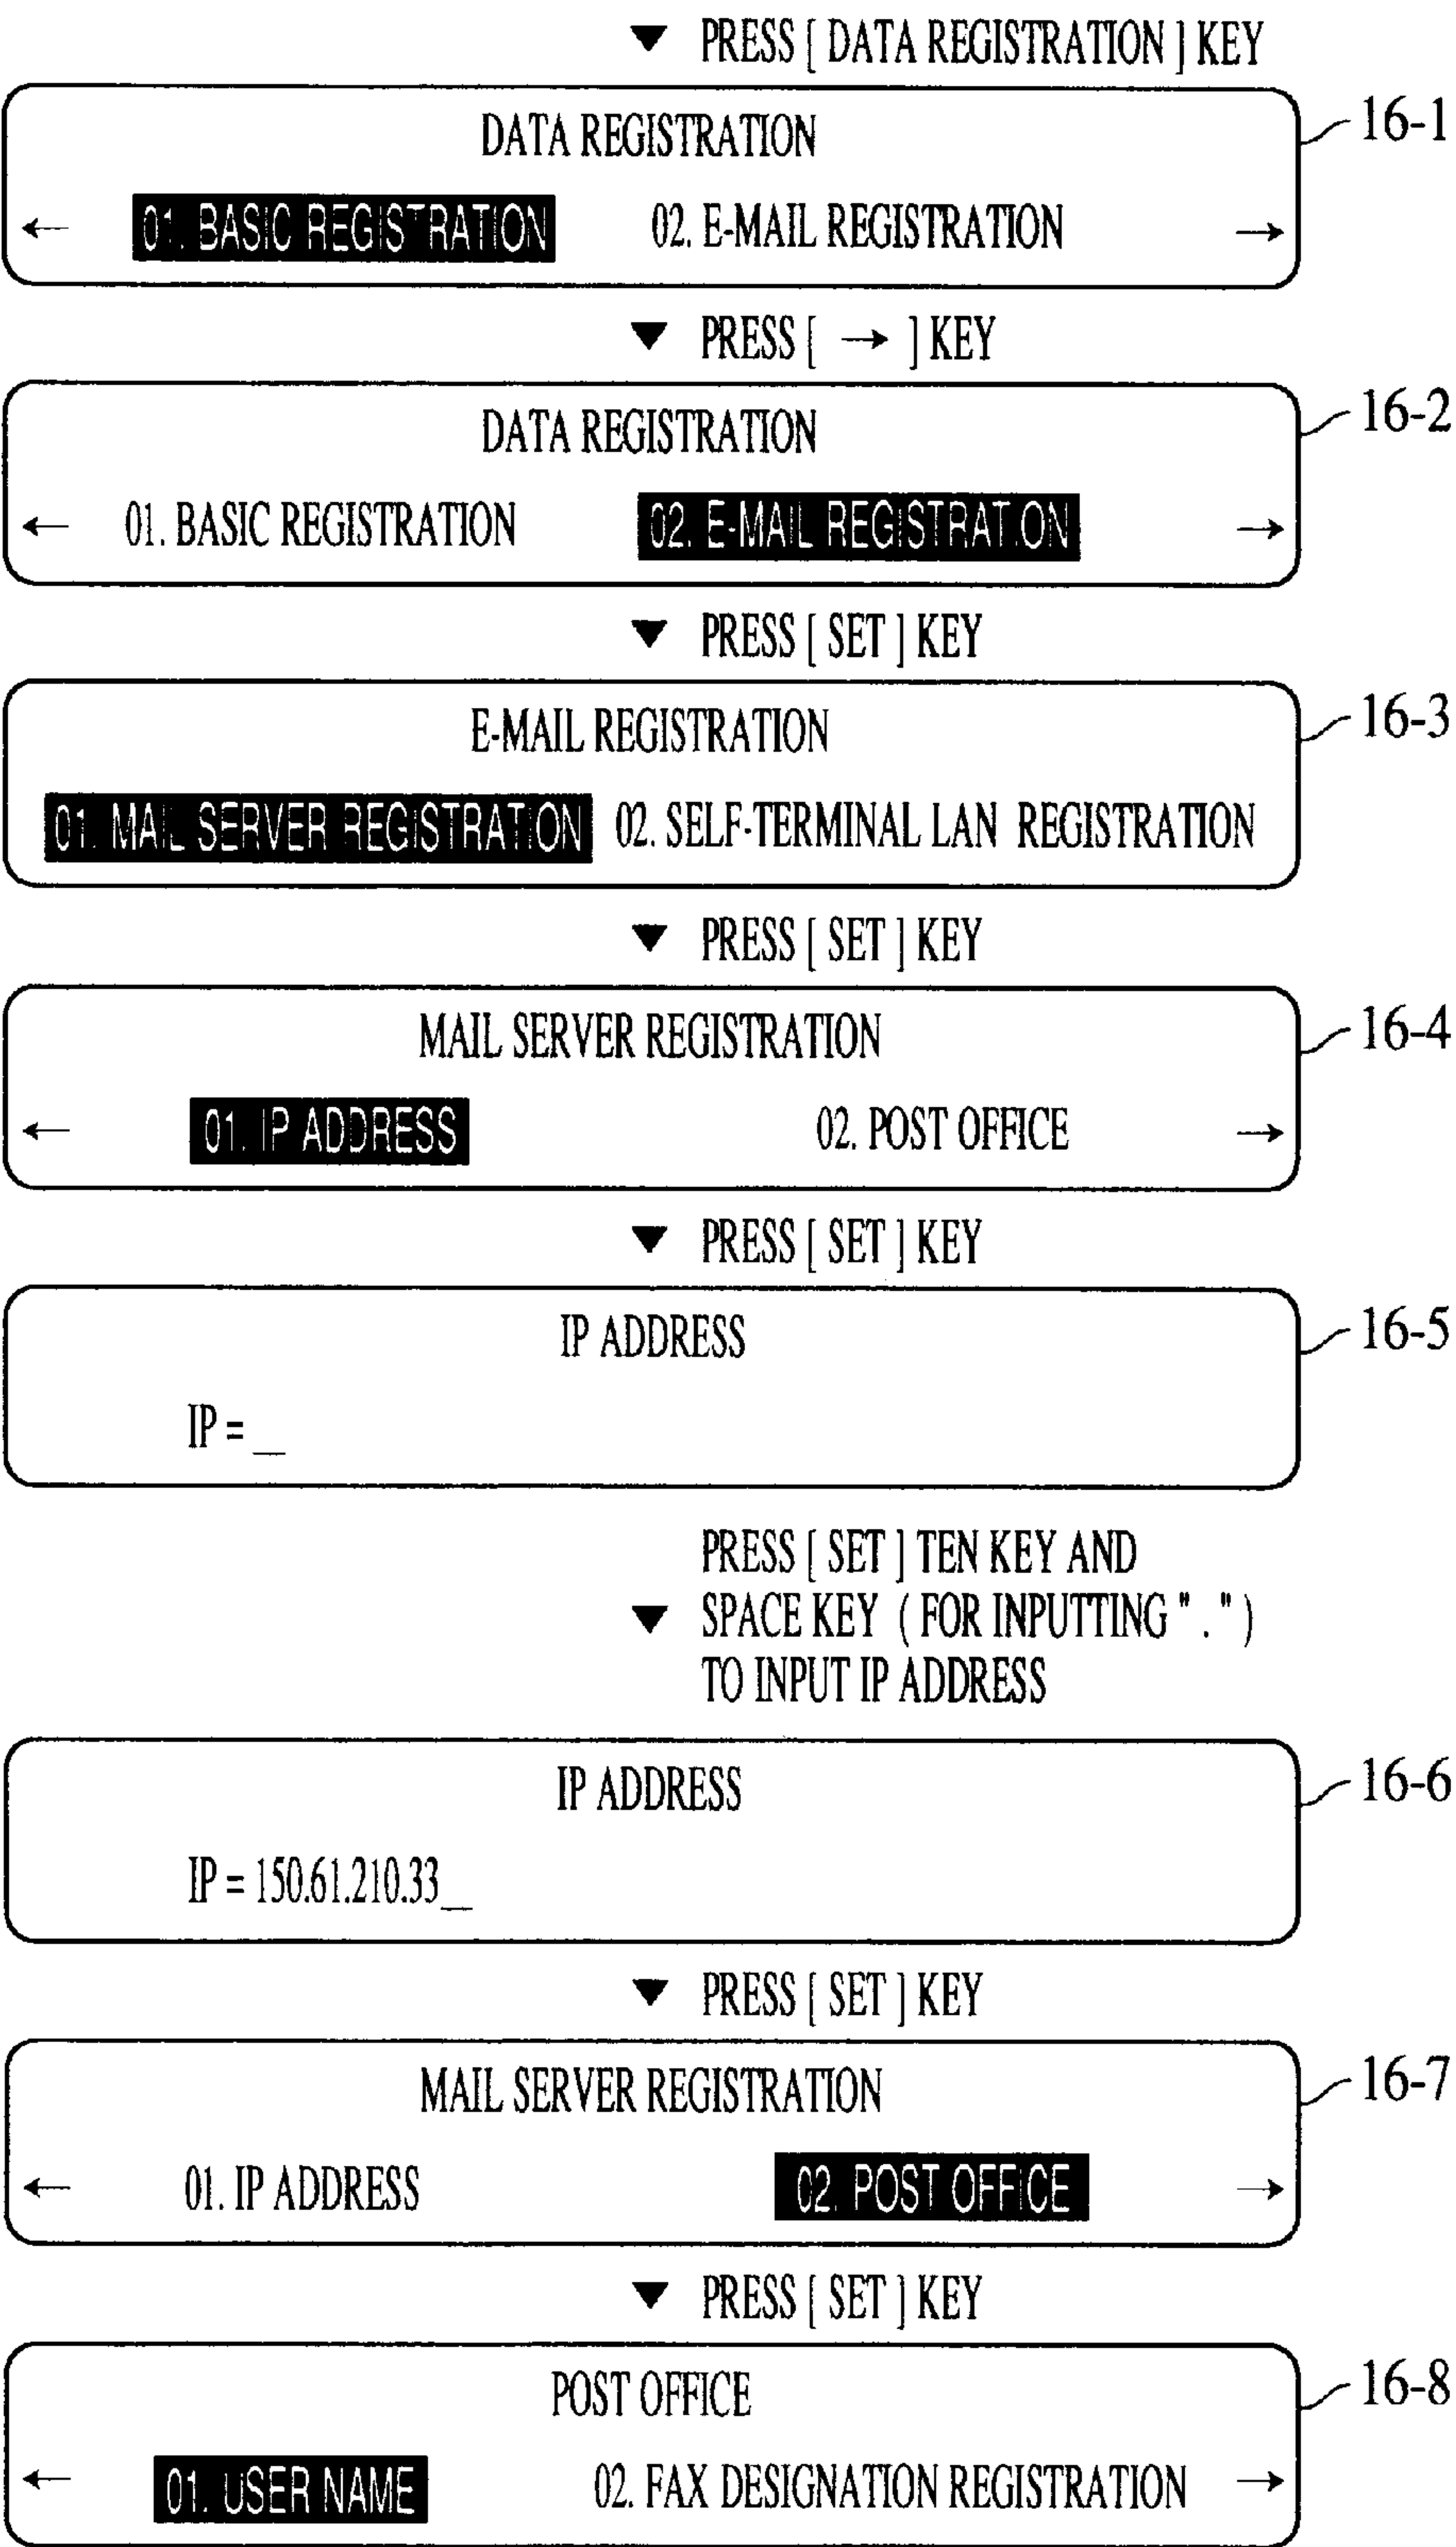 ▼ PRESS [ DATA REGISTRATION ] KEY
16-1
DATA REGISTRATION
← 01. BASIC REGISTRATION 02. E-MAIL REGISTRATION →
▼ PRESS [ → ] KEY
16-2
DATA REGISTRATION
← 01. BASIC REGISTRATION 02. E-MAIL REGISTRATION →
▼ PRESS [ SET ] KEY
16-3
E-MAIL REGISTRATION
01. MAIL SERVER REGISTRATION 02. SELF-TERMINAL LAN REGISTRATION
▼ PRESS [ SET ] KEY
16-4
MAIL SERVER REGISTRATION
← 01. IP ADDRESS 02. POST OFFICE →
▼ PRESS [ SET ] KEY
16-5
IP ADDRESS
IP = _
PRESS [ SET ] TEN KEY AND
▼ SPACE KEY ( FOR INPUTTING " . " )
TO INPUT IP ADDRESS
16-6
IP ADDRESS
IP = 150.61.210.33_
▼ PRESS [ SET ] KEY
16-7
MAIL SERVER REGISTRATION
← 01. IP ADDRESS 02. POST OFFICE →
▼ PRESS [ SET ] KEY
16-8
POST OFFICE
← 01. USER NAME 02. FAX DESIGNATION REGISTRATION →